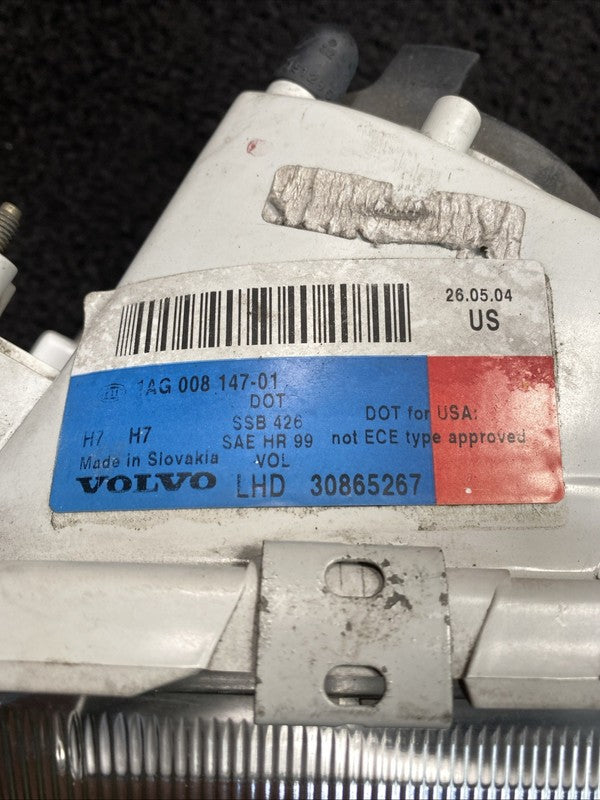 26.05.04
US
1AG 008 147-01
DOT
SSB 426
H7 H7
SAE HR 99
DOT for USA:
not ECE type approved
Made in Slovakia
VOL
VOLVO LHD 30865267